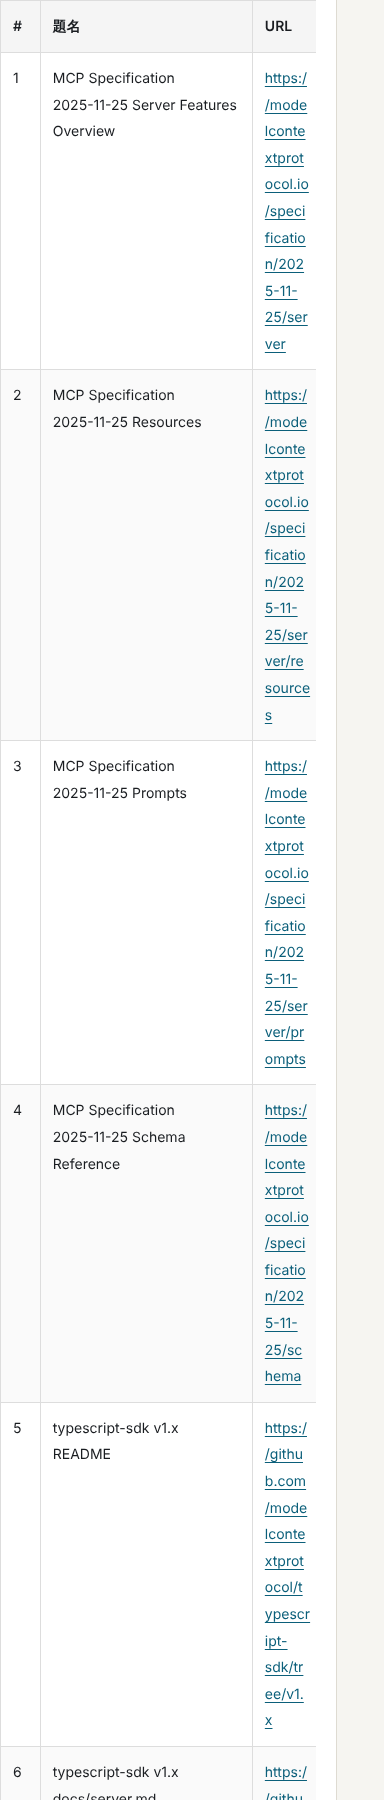 # 題名 URL
1 MCP Specification https:/
/mode
2025-11-25 Server Features
lconte
Overview
xtprot
ocol.io
/speci
ficatio
n/202
5-11-
25/ser
ver
2 MCP Specification https:/
2025-11-25 Resources /mode
lconte
xtprot
ocol.io
/speci
ficatio
n/202
5-11-
25/ser
ver/re
source
s
3 MCP Specification https:/
2025-11-25 Prompts /mode
lconte
xtprot
ocol.io
/speci
ficatio
n/202
5-11-
25/ser
ver/pr
ompts
4 MCP Specification https:/
2025-11-25 Schema /mode
Reference lconte
xtprot
ocol.io
/speci
ficatio
n/202
5-11-
25/sc
hema
5 typescript-sdk v1.x https:/
README /githu
b.com
/mode
lconte
xtprot
ocol/t
ypescr
ipt-
sdk/tr
ee/v1.
x
6 typescript-sdk v1.x https:/
docs/server.md /githu